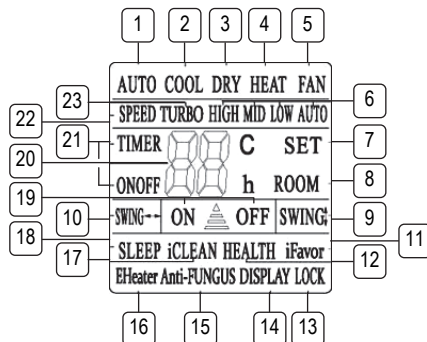 1 2 3 4 5
AUTO COOL DRY HEAT FAN
23 6
22 SPEED TURBO HIGH MID LOW AUTO
21 TIMER 88 C SET 7
20
ONOFF h ROOM 8
19
10 SWING ON OFF SWING 9
18 11
SLEEP iCLEAN HEALTH iFavor
17 12
EHeater Anti-FUNGUS DISPLAY LOCK
16 15 14 13